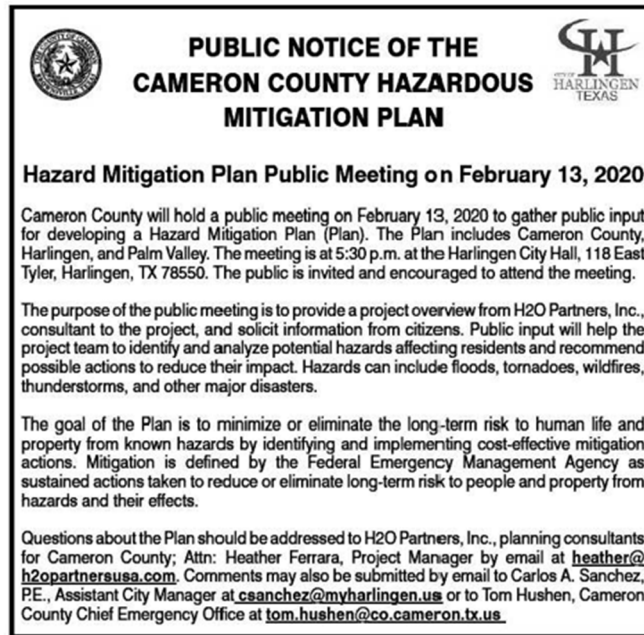 PUBLIC NOTICE OF THE
CAMERON COUNTY HAZARDOUS
MITIGATION PLAN
CITY OF
HARLINGEN
TEXAS
Hazard Mitigation Plan Public Meeting on February 13, 2020
Cameron County will hold a public meeting on February 13, 2020 to gather public input
for developing a Hazard Mitigation Plan (Plan). The Plan includes Cameron County,
Harlingen, and Palm Valley. The meeting is at 5:30 p.m. at the Harlingen City Hall, 118 East
Tyler, Harlingen, TX 78550. The public is invited and encouraged to attend the meeting.
The purpose of the public meeting is to provide a project overview from H2O Partners, Inc.,
consultant to the project, and solicit information from citizens. Public input will help the
project team to identify and analyze potential hazards affecting residents and recommend
possible actions to reduce their impact. Hazards can include floods, tornadoes, wildfires,
thunderstorms, and other major disasters.
The goal of the Plan is to minimize or eliminate the long-term risk to human life and
property from known hazards by identifying and implementing cost-effective mitigation
actions. Mitigation is defined by the Federal Emergency Management Agency as
sustained actions taken to reduce or eliminate long-term risk to people and property from
hazards and their effects.
Questions about the Plan should be addressed to H2O Partners, Inc., planning consultants
for Cameron County; Attn: Heather Ferrara, Project Manager by email at heather@
h2opartnersusa.com. Comments may also be submitted by email to Carlos A. Sanchez,
P.E., Assistant City Manager at csanchez@myharlingen.us or to Tom Hushen, Cameron
County Chief Emergency Office at tom.hushen@co.cameron.tx.us